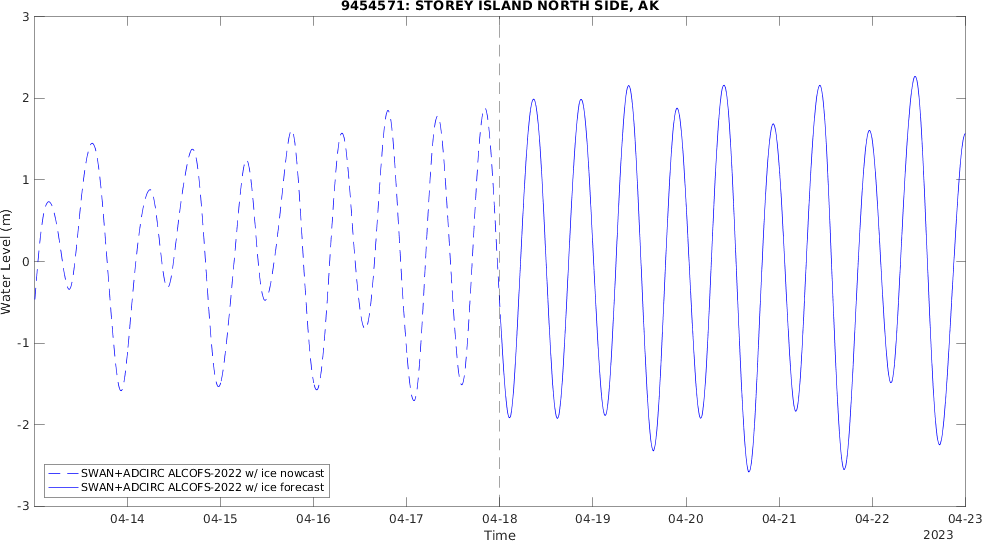 9454571: STOREY ISLAND NORTH SIDE, AK
3
2
1
0
-1
-2
-3
Water Level (m)
SWAN+ADCIRC ALCOFS-2022 w/ ice nowcast
SWAN+ADCIRC ALCOFS-2022 w/ ice forecast
04-14 04-15 04-16 04-17 04-18 04-19 04-20 04-21 04-22 04-23
Time
2023